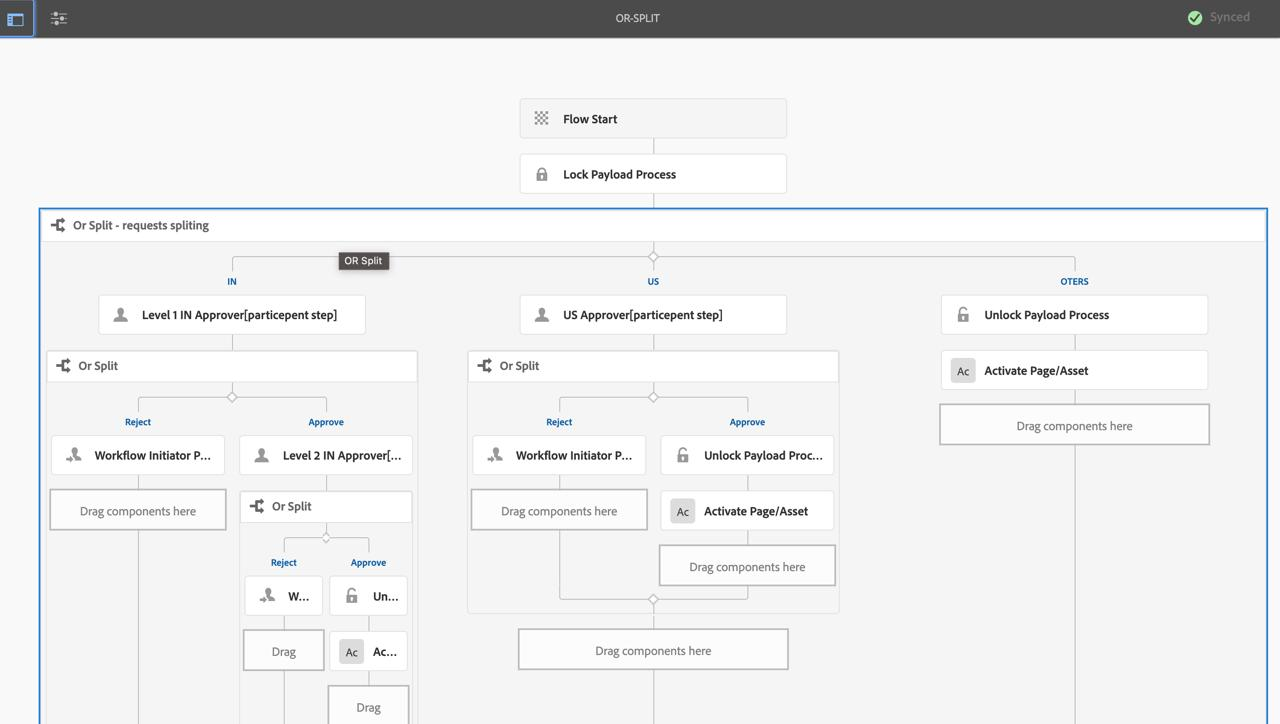 OR-SPLIT
Synced
Flow Start
Lock Payload Process
Or Split - requests spliting
OR Split
IN
US
OTERS
Level 1 IN Approver[particepent step]
US Approver[particepent step]
Unlock Payload Process
Or Split
Or Split
Ac
Activate Page/Asset
Reject
Approve
Reject
Approve
Drag components here
Workflow Initiator P...
Level 2 IN Approver[...
Workflow Initiator P...
Unlock Payload Proc...
Drag components here
Or Split
Drag components here
Ac
Activate Page/Asset
Reject
Approve
Drag components here
W...
Un...
Drag
Ac
Ac...
Drag components here
Drag